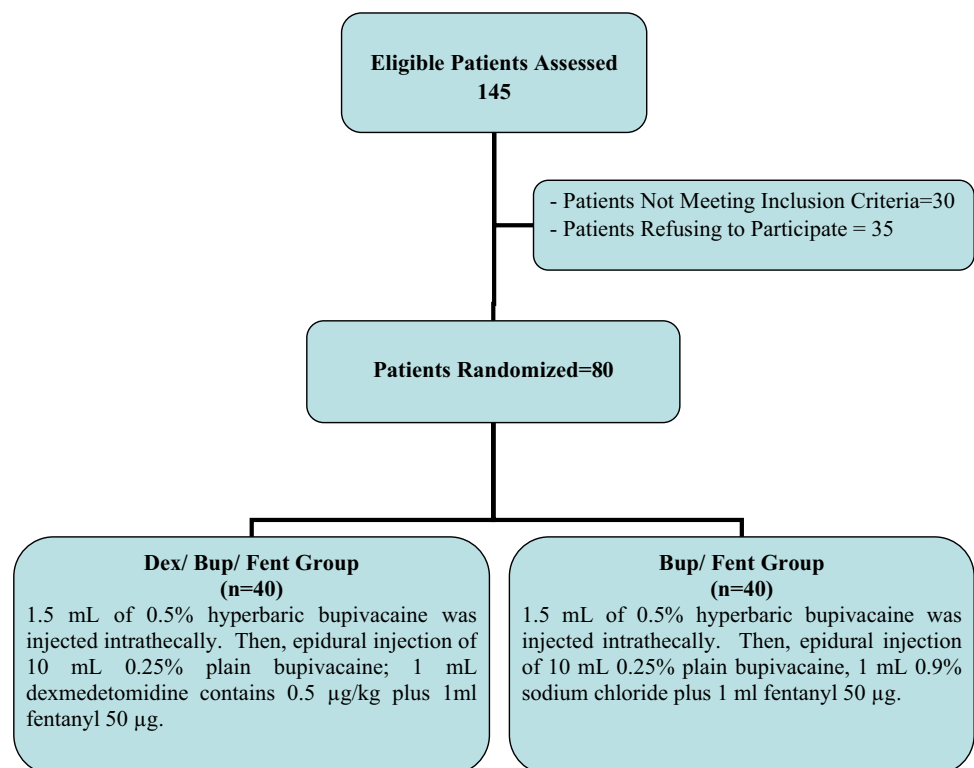 Eligible Patients Assessed
145
- Patients Not Meeting Inclusion Criteria=30
- Patients Refusing to Participate = 35
Patients Randomized=80
Dex/ Bup/ Fent Group
(n=40)
1.5 mL of 0.5% hyperbaric bupivacaine was
injected intrathecally. Then, epidural injection of
10 mL 0.25% plain bupivacaine; 1 mL
dexmedetomidine contains 0.5 µg/kg plus 1ml
fentanyl 50 µg.
Bup/ Fent Group
(n=40)
1.5 mL of 0.5% hyperbaric bupivacaine was
injected intrathecally. Then, epidural injection
of 10 mL 0.25% plain bupivacaine, 1 mL 0.9%
sodium chloride plus 1 ml fentanyl 50 µg.